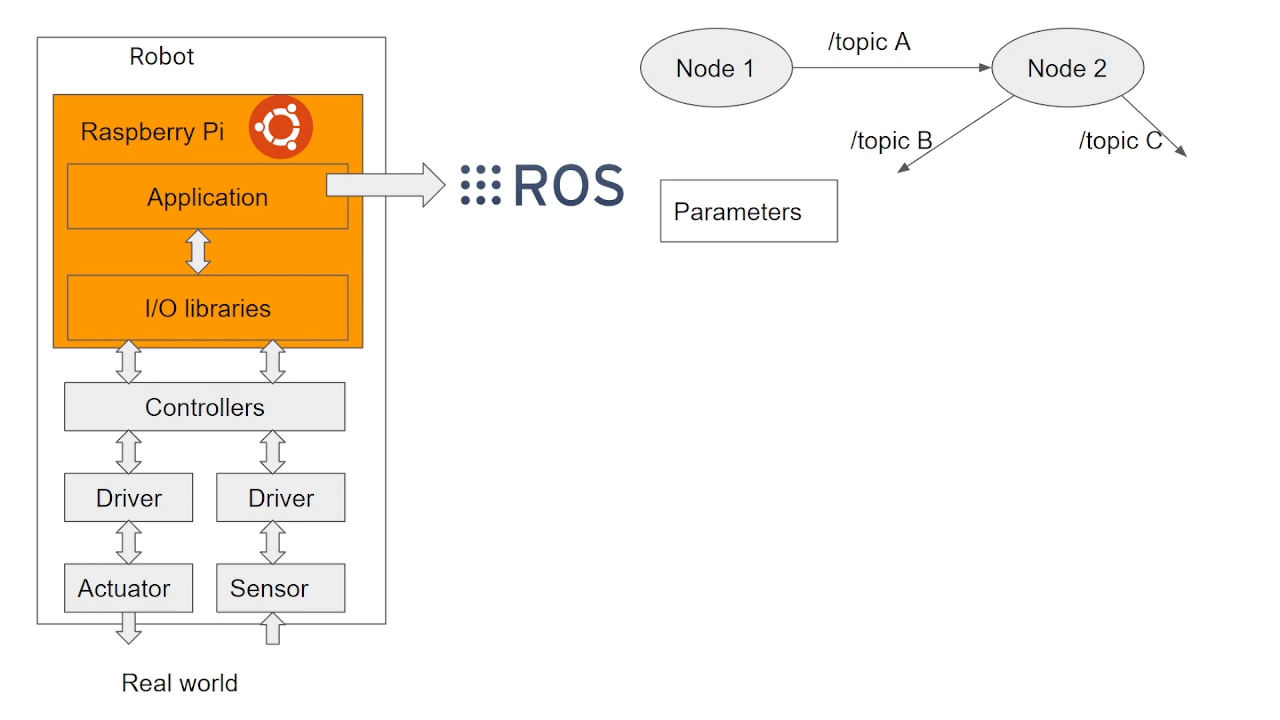 Robot
Raspberry Pi
Application
I/O libraries
Controllers
Driver
Driver
Actuator
Sensor
Real world
ROS
Node 1
/topic A
Node 2
/topic B
/topic C
Parameters